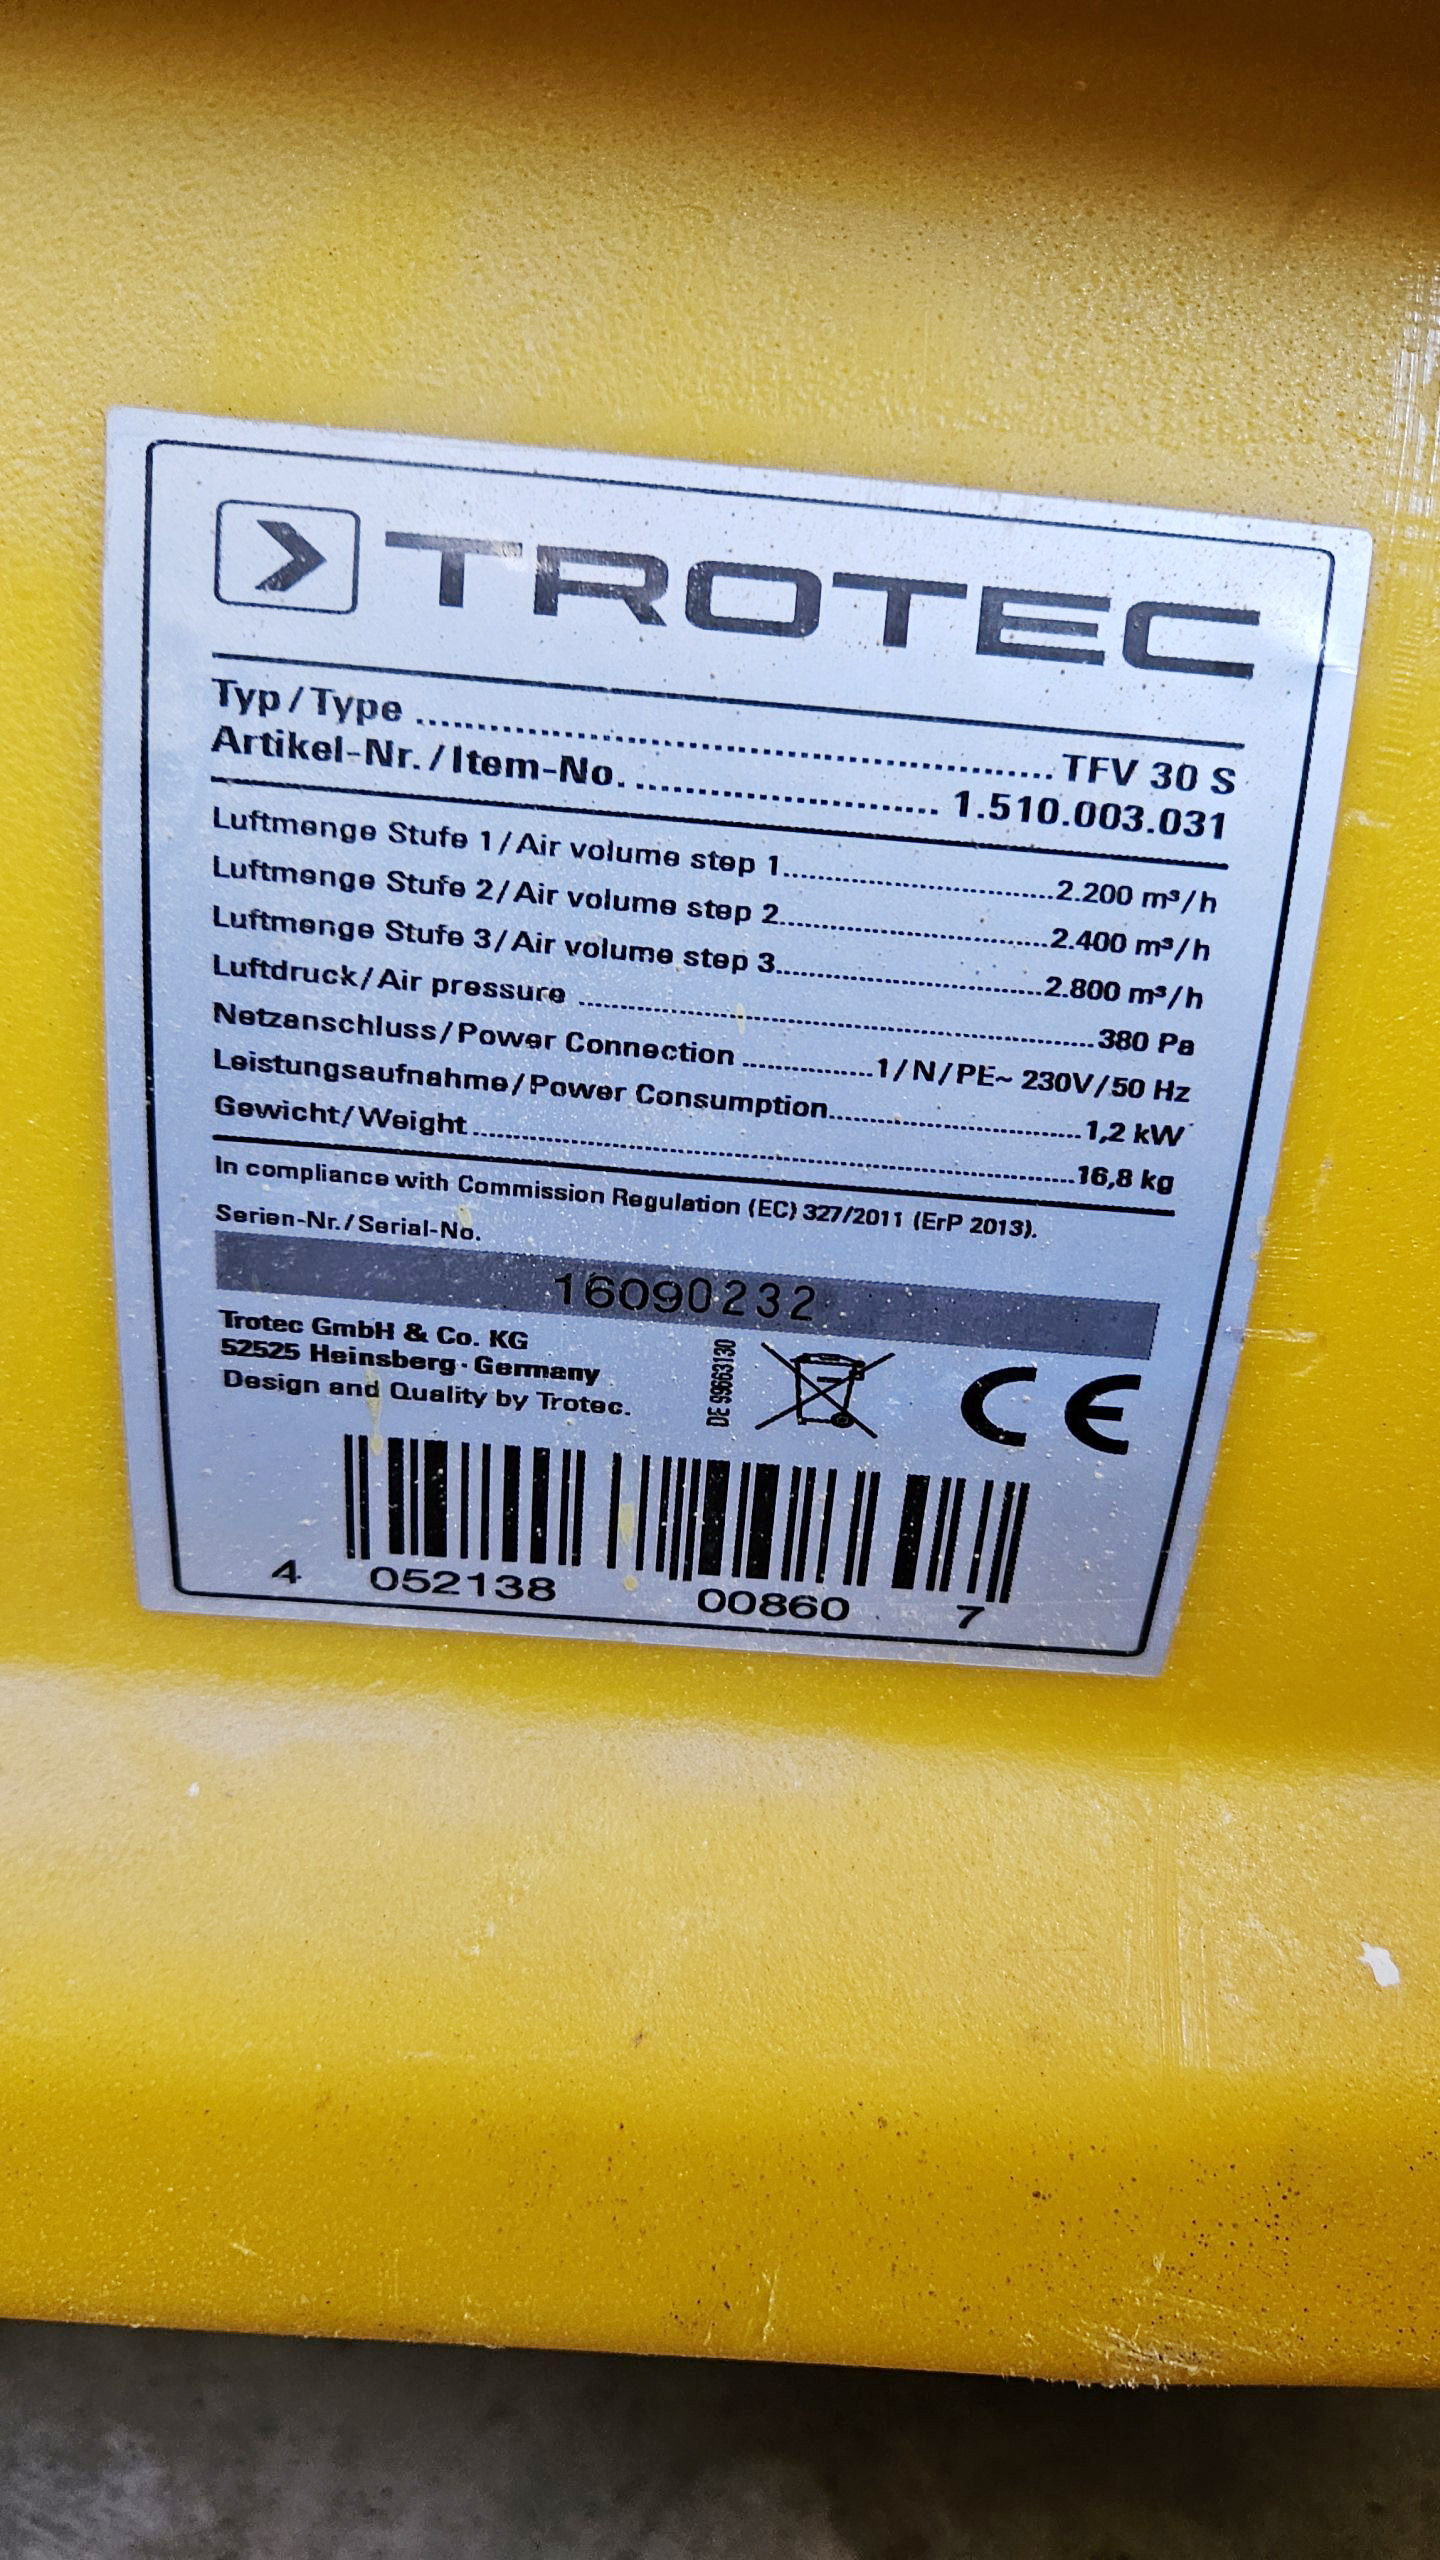 TROTEC
Typ/Type ........ TFV 30 S
Artikel-Nr./Item-No. ........ 1.510.003.031
Luftmenge Stufe 1/Air volume step 1 ........ 2.200 m³/h
Luftmenge Stufe 2/Air volume step 2 ........ 2.400 m³/h
Luftmenge Stufe 3/Air volume step 3 ........ 2.800 m³/h
Luftdruck/Air pressure ........ 380 Pa
Netzanschluss/Power Connection ........ 1/N/PE~ 230V/50 Hz
Leistungsaufnahme/Power Consumption ........ 1,2 kW
Gewicht/Weight ........ 16,8 kg
In compliance with Commission Regulation (EC) 327/2011 (ErP 2013).
Serien-Nr./Serial-No.
16090232
Trotec GmbH & Co. KG
52525 Heinsberg · Germany
Design and Quality by Trotec.
DE 99663130
CE
4 052138 00860 7